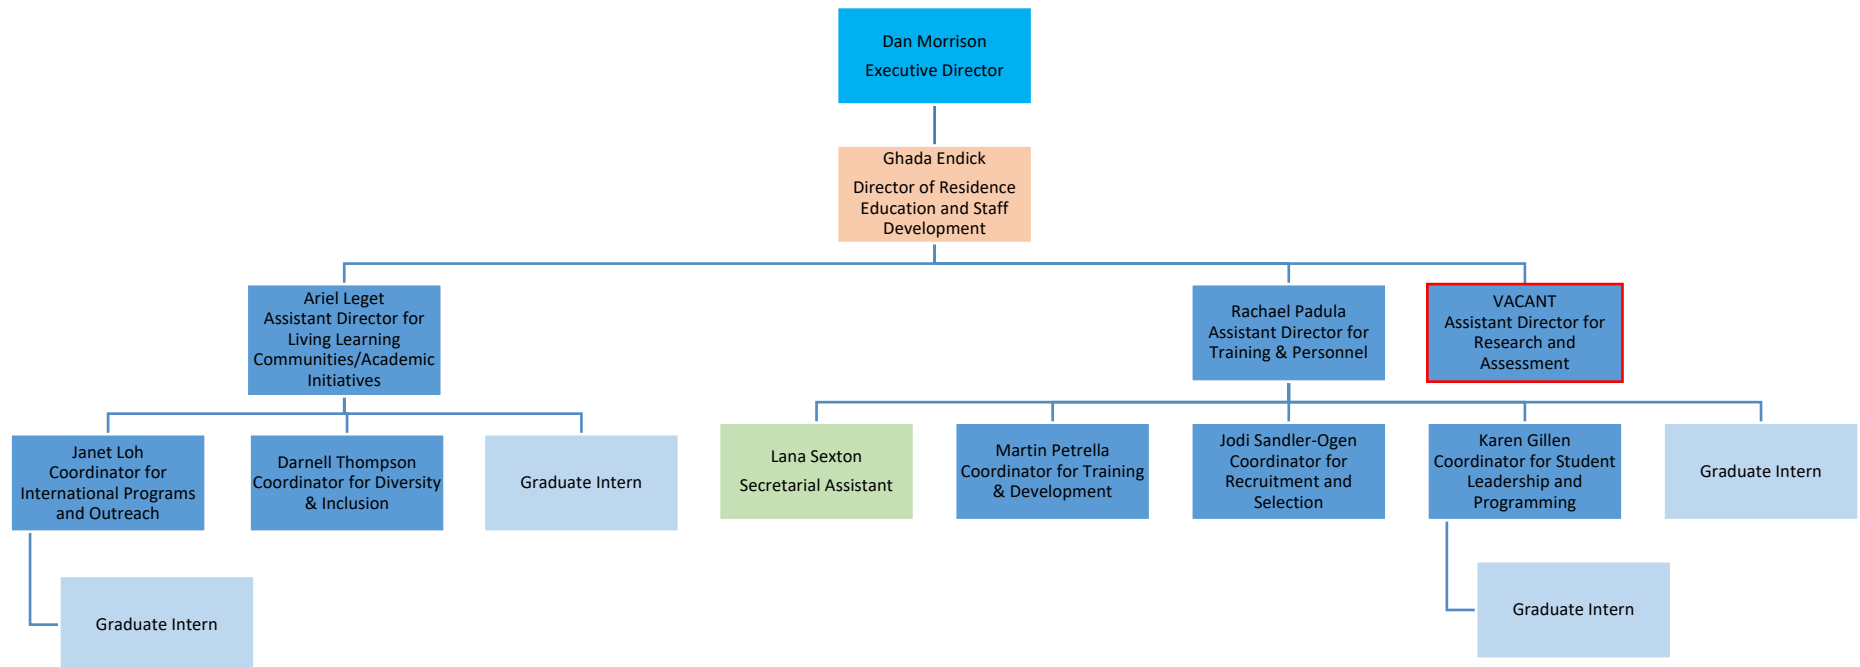 Dan Morrison
Executive Director
Ghada Endick
Director of Residence
Education and Staff
Development
Ariel Leget
Assistant Director for
Living Learning
Communities/Academic
Initiatives
Rachael Padula
Assistant Director for
Training & Personnel
VACANT
Assistant Director for
Research and
Assessment
Janet Loh
Coordinator for
International Programs
and Outreach
Darnell Thompson
Coordinator for Diversity
& Inclusion
Graduate Intern
Lana Sexton
Secretarial Assistant
Martin Petrella
Coordinator for Training
& Development
Jodi Sandler-Ogen
Coordinator for
Recruitment and
Selection
Karen Gillen
Coordinator for Student
Leadership and
Programming
Graduate Intern
Graduate Intern
Graduate Intern